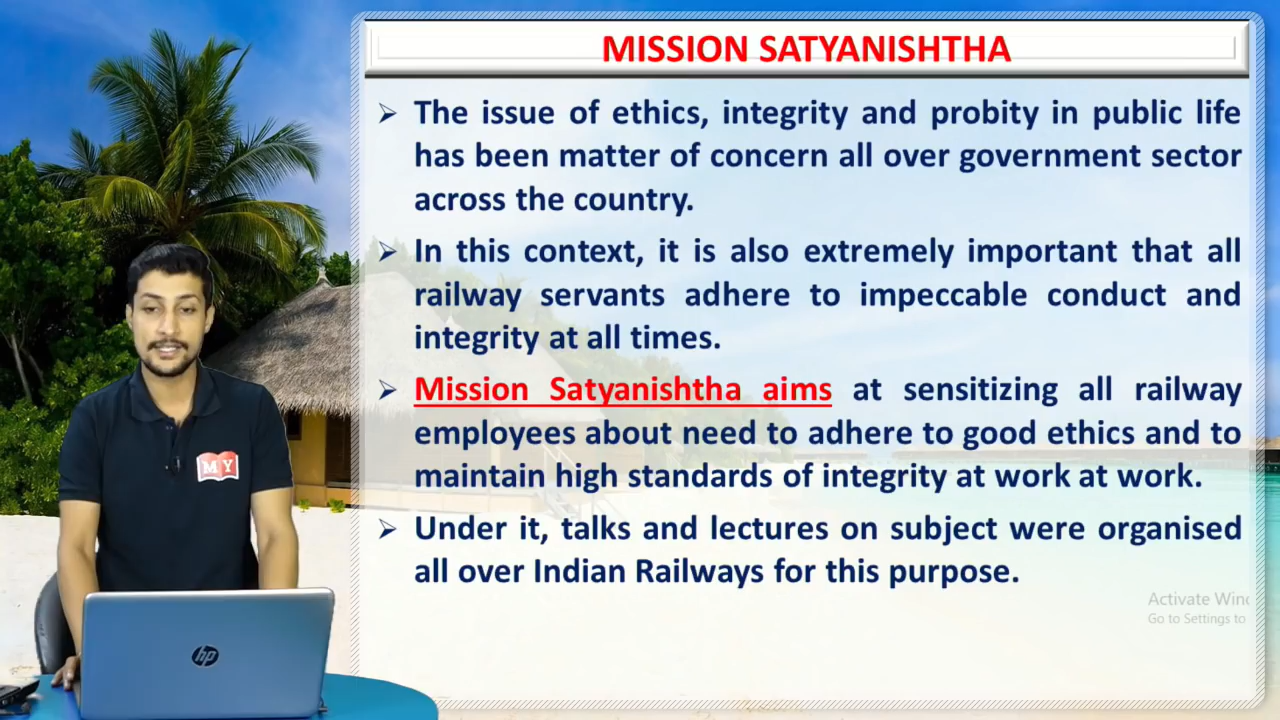 MISSION SATYANISHTHA
➢ The issue of ethics, integrity and probity in public life
has been matter of concern all over government sector
across the country.
➢ In this context, it is also extremely important that all
railway servants adhere to impeccable conduct and
integrity at all times.
➢ Mission Satyanishtha aims at sensitizing all railway
employees about need to adhere to good ethics and to
maintain high standards of integrity at work at work.
➢ Under it, talks and lectures on subject were organised
all over Indian Railways for this purpose.
Activate Wind
Go to Settings to
MY
hp